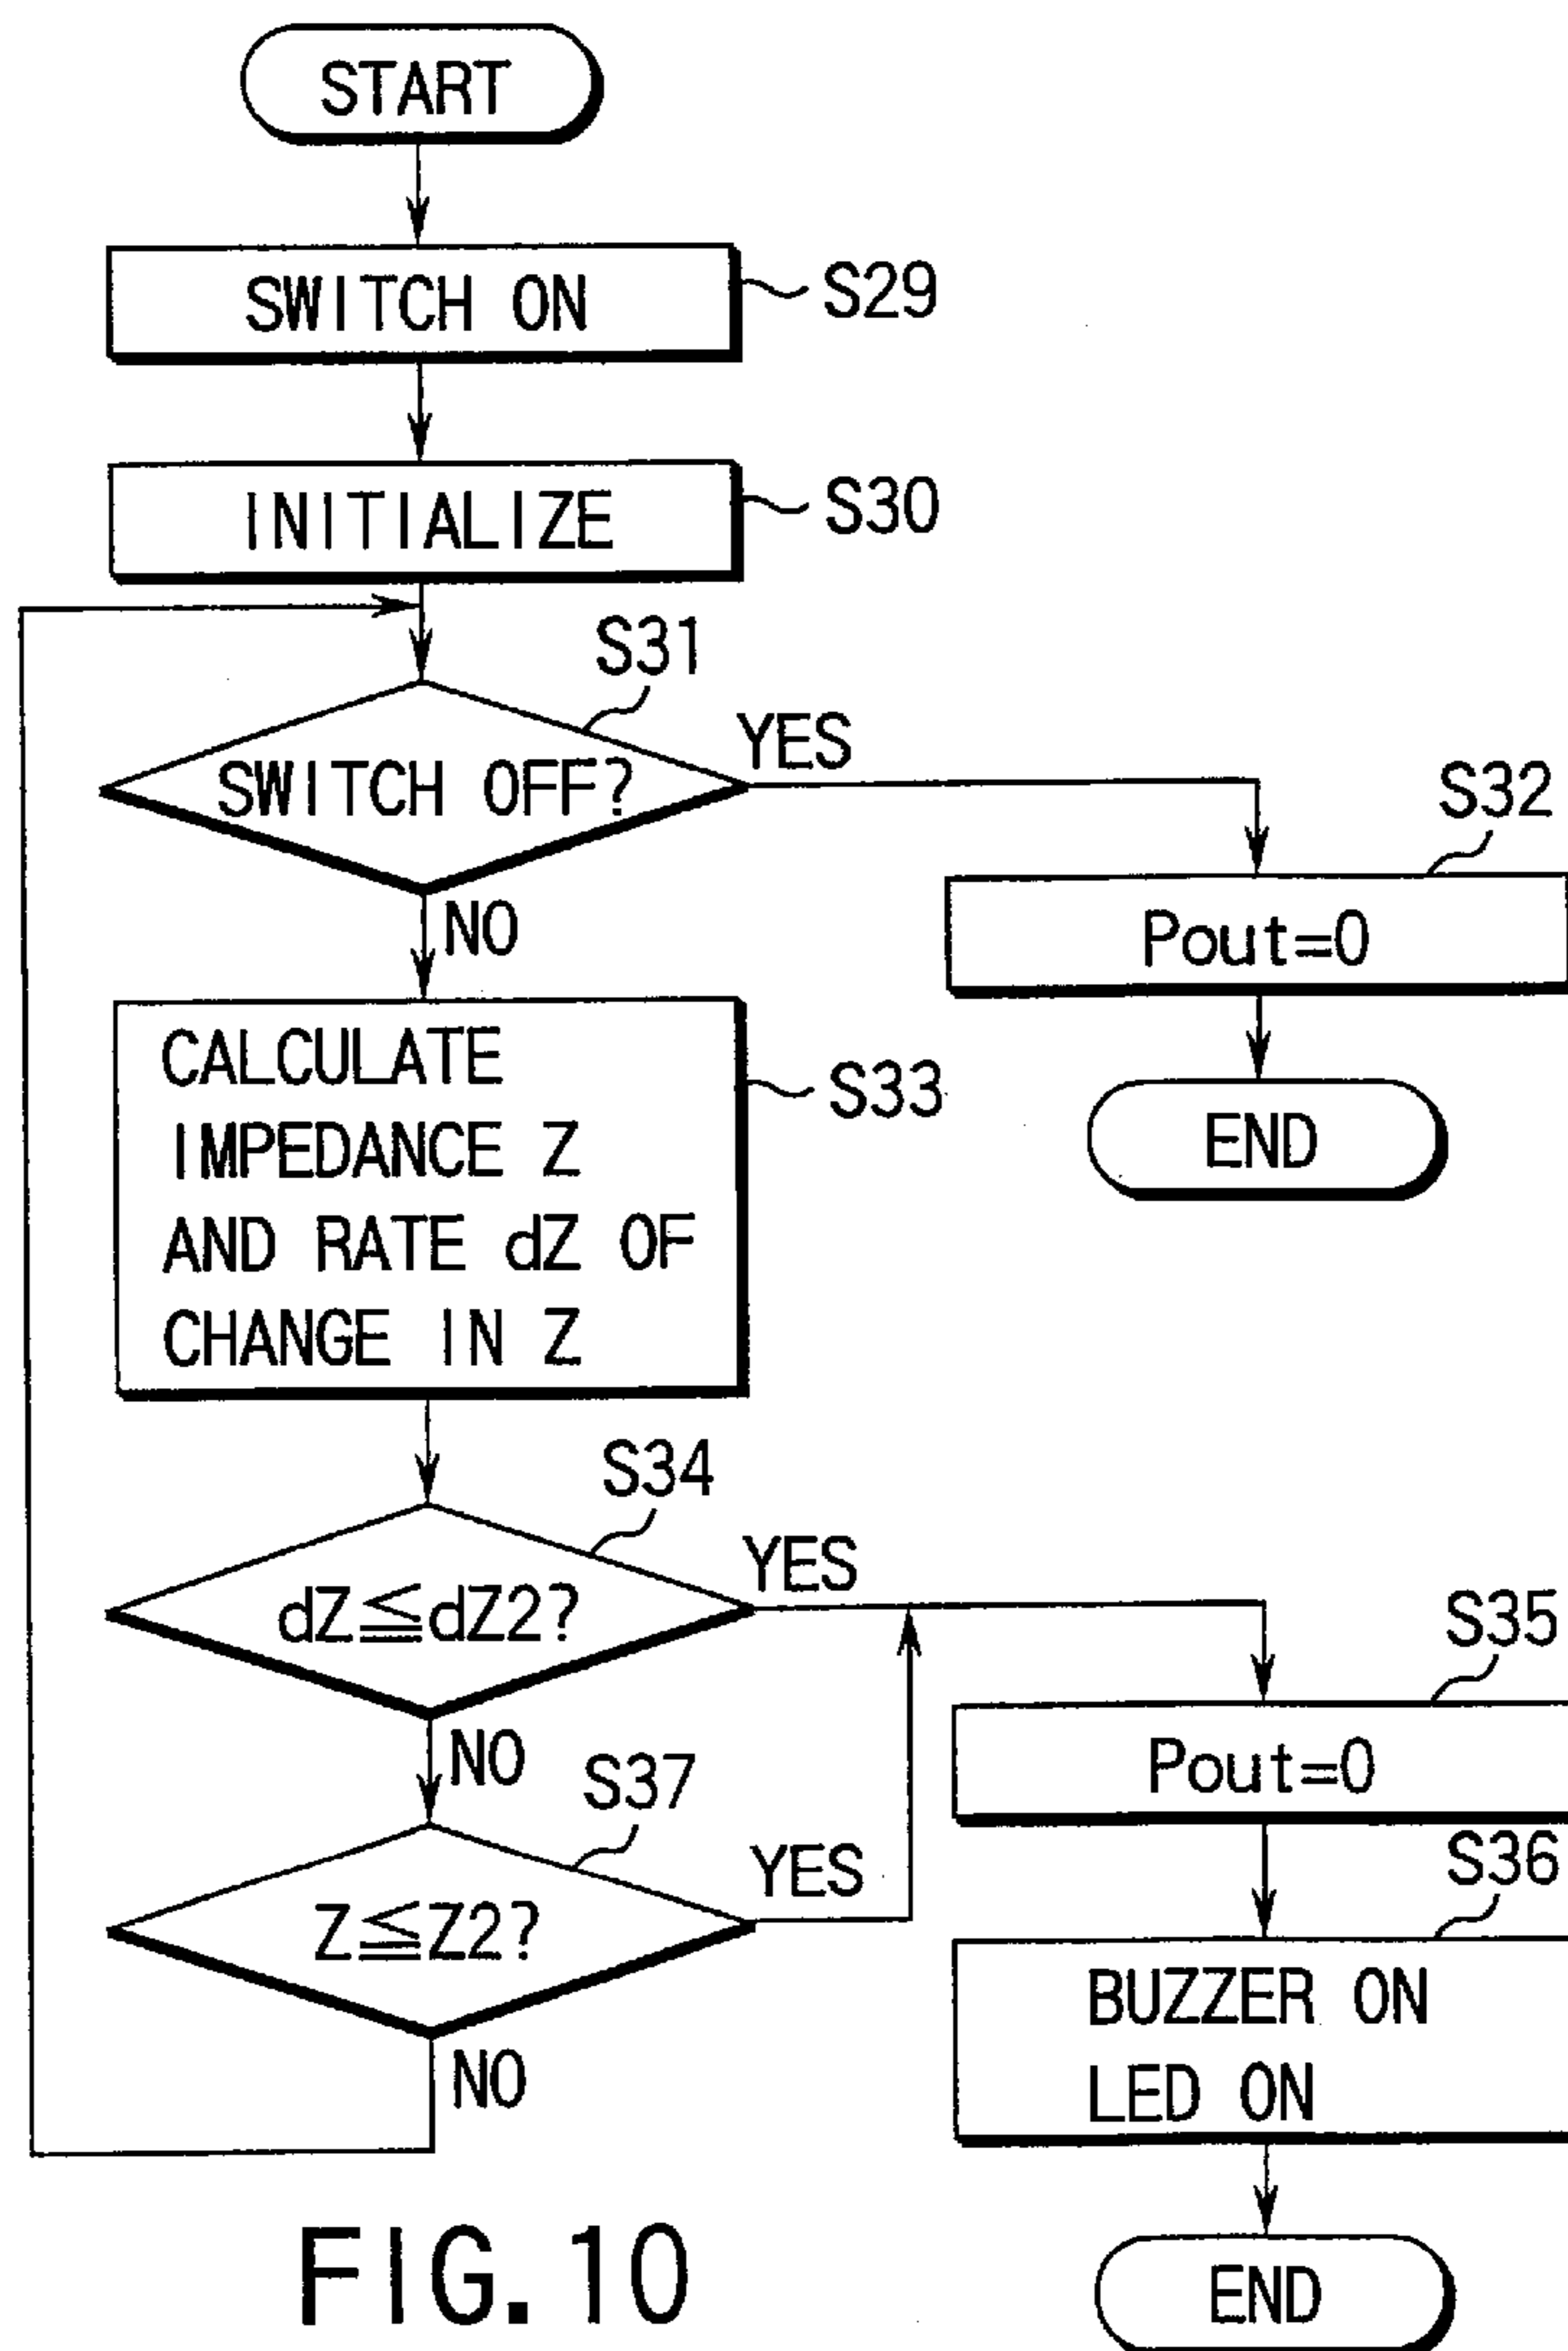 START
SWITCH ON
S29
INITIALIZE
S30
S31
SWITCH OFF?
YES
NO
S32
Pout=0
END
CALCULATE
IMPEDANCE Z
AND RATE dZ OF
CHANGE IN Z
S33
S34
dZ≦dZ2?
YES
NO
S35
Pout=0
S37
Z≦Z2?
YES
NO
S36
BUZZER ON
LED ON
END
FIG.10